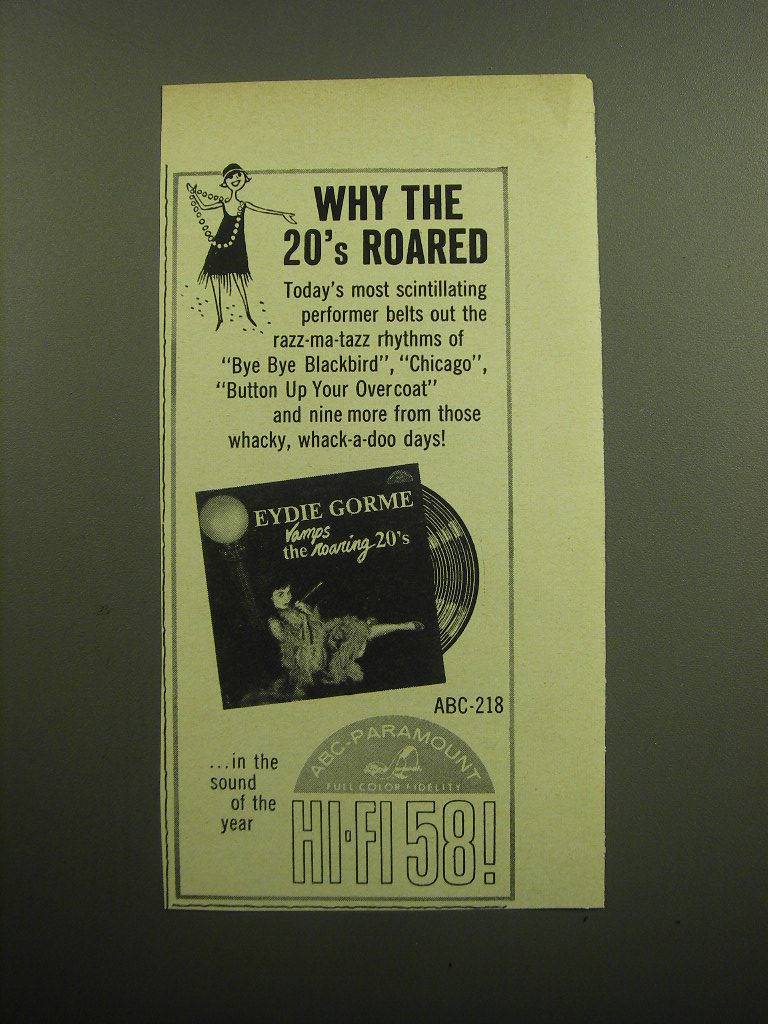 WHY THE
20's ROARED
Today's most scintillating
performer belts out the
razz-ma-tazz rhythms of
"Bye Bye Blackbird", "Chicago",
"Button Up Your Overcoat"
and nine more from those
whacky, whack-a-doo days!
EYDIE GORME
vamps
the roaring 20's
ABC-218
...in the
sound
of the
year
ABC-PARAMOUNT
FULL COLOR FIDELITY
HI-FI 58!